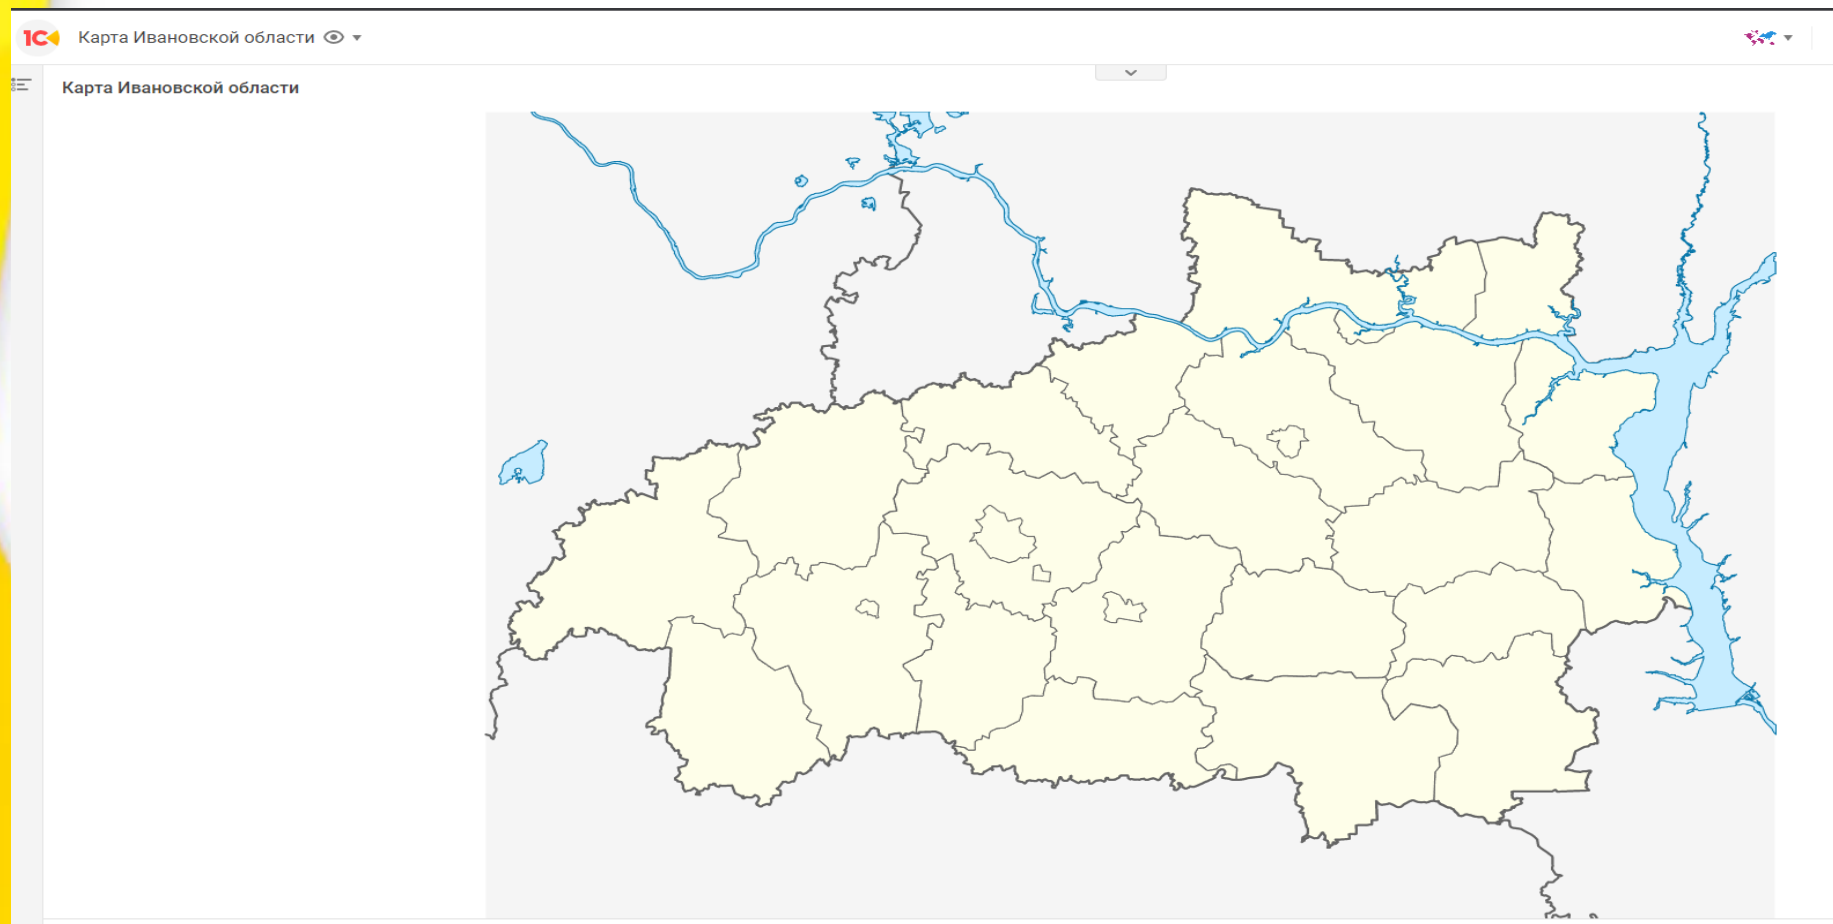 1С Карта Ивановской области
Карта Ивановской области